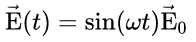 E⃗(t) = sin(ωt)E⃗₀